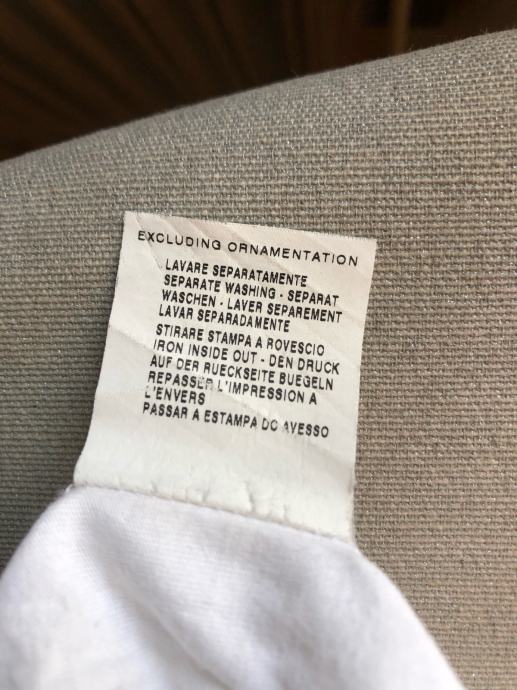 EXCLUDING ORNAMENTATION
LAVARE SEPARATAMENTE
SEPARATE WASHING - SEPARAT
WASCHEN - LAVER SEPAREMENT
LAVAR SEPARADAMENTE
STIRARE STAMPA A ROVESCIO
IRON INSIDE OUT - DEN DRUCK
AUF DER RUECKSEITE BUEGELN
REPASSER L'IMPRESSION A
L'ENVERS
PASSAR A ESTAMPA DO AVESSO